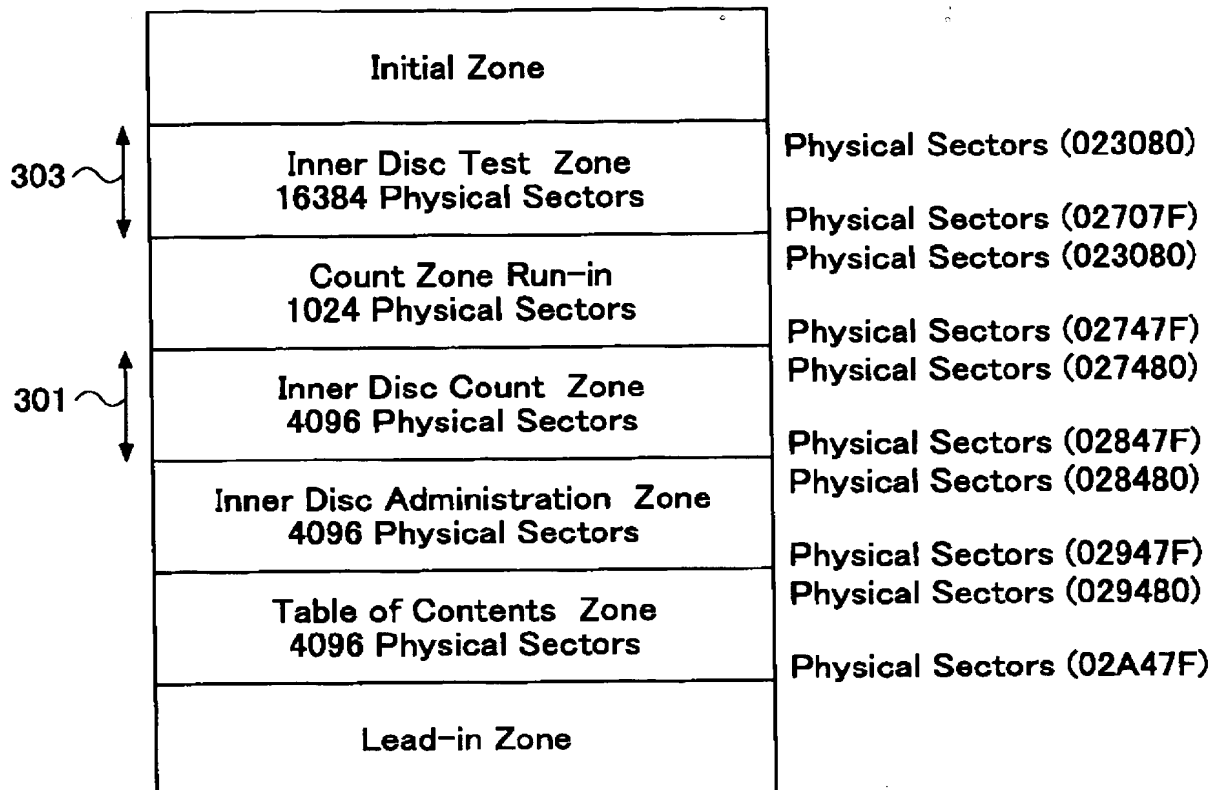 Initial Zone
303
Inner Disc Test Zone
16384 Physical Sectors
Physical Sectors (023080)
Physical Sectors (02707F)
Count Zone Run-in
1024 Physical Sectors
Physical Sectors (023080)
Physical Sectors (02747F)
301
Inner Disc Count Zone
4096 Physical Sectors
Physical Sectors (027480)
Physical Sectors (02847F)
Inner Disc Administration Zone
4096 Physical Sectors
Physical Sectors (028480)
Physical Sectors (02947F)
Table of Contents Zone
4096 Physical Sectors
Physical Sectors (029480)
Physical Sectors (02A47F)
Lead-in Zone